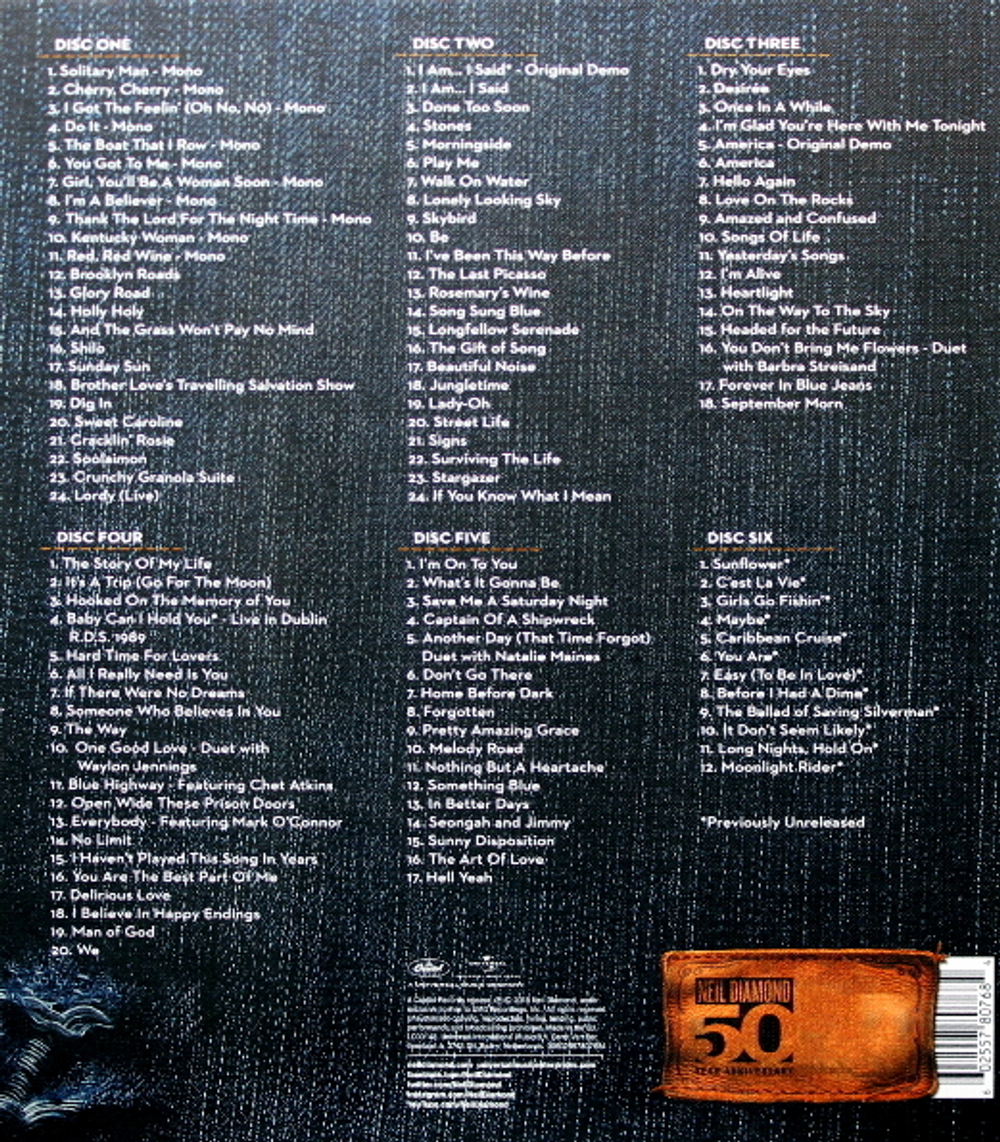 DISC ONE
1. Solitary Man - Mono
2. Cherry, Cherry - Mono
3. I Got The Feelin' (Oh No, No) - Mono
4. Do It - Mono
5. The Boat That I Row - Mono
6. You Got To Me - Mono
7. Girl, You'll Be A Woman Soon - Mono
8. I'm A Believer - Mono
9. Thank The Lord For The Night Time - Mono
10. Kentucky Woman - Mono
11. Red, Red Wine - Mono
12. Brooklyn Roads
13. Glory Road
14. Holly Holy
15. And The Grass Won't Pay No Mind
16. Shilo
17. Sunday Sun
18. Brother Love's Travelling Salvation Show
19. Dig In
20. Sweet Caroline
21. Cracklin' Rosie
22. Soolaimon
23. Crunchy Granola Suite
24. Lordy (Live)
DISC TWO
1. I Am... I Said* - Original Demo
2. I Am... I Said
3. Done Too Soon
4. Stones
5. Morningside
6. Play Me
7. Walk On Water
8. Lonely Looking Sky
9. Skybird
10. Be
11. I've Been This Way Before
12. The Last Picasso
13. Rosemary's Wine
14. Song Sung Blue
15. Longfellow Serenade
16. The Gift of Song
17. Beautiful Noise
18. Jungletime
19. Lady-Oh
20. Street Life
21. Signs
22. Surviving The Life
23. Stargazer
24. If You Know What I Mean
DISC THREE
1. Dry Your Eyes
2. Desirée
3. Once In A While
4. I'm Glad You're Here With Me Tonight
5. America - Original Demo
6. America
7. Hello Again
8. Love On The Rocks
9. Amazed and Confused
10. Songs Of Life
11. Yesterday's Songs
12. I'm Alive
13. Heartlight
14. On The Way To The Sky
15. Headed for the Future
16. You Don't Bring Me Flowers - Duet
with Barbra Streisand
17. Forever In Blue Jeans
18. September Morn
DISC FOUR
1. The Story Of My Life
2. It's A Trip (Go For The Moon)
3. Hooked On The Memory of You
4. Baby Can I Hold You* - Live In Dublin
R.D.S. 1989
5. Hard Time For Lovers
6. All I Really Need Is You
7. If There Were No Dreams
8. Someone Who Believes In You
9. The Way
10. One Good Love - Duet with
Waylon Jennings
11. Blue Highway - Featuring Chet Atkins
12. Open Wide These Prison Doors
13. Everybody - Featuring Mark O'Connor
14. No Limit
15. I Haven't Played This Song In Years
16. You Are The Best Part Of Me
17. Delirious Love
18. I Believe In Happy Endings
19. Man of God
20. We
DISC FIVE
1. I'm On To You
2. What's It Gonna Be
3. Save Me A Saturday Night
4. Captain Of A Shipwreck
5. Another Day (That Time Forgot)
Duet with Natalie Maines
6. Don't Go There
7. Home Before Dark
8. Forgotten
9. Pretty Amazing Grace
10. Melody Road
11. Nothing But A Heartache
12. Something Blue
13. In Better Days
14. Seongah and Jimmy
15. Sunny Disposition
16. The Art Of Love
17. Hell Yeah
DISC SIX
1. Sunflower*
2. C'est La Vie*
3. Girls Go Fishin'*
4. Maybe*
5. Caribbean Cruise*
6. You Are*
7. Easy (To Be In Love)*
8. Before I Had A Dime*
9. The Ballad of Saving Silverman*
10. It Don't Seem Likely*
11. Long Nights, Hold On*
12. Moonlight Rider*
*Previously Unreleased
Capitol
UNIVERSAL
NEIL DIAMOND
50
YEAR ANNIVERSARY
6 02557 80768 4